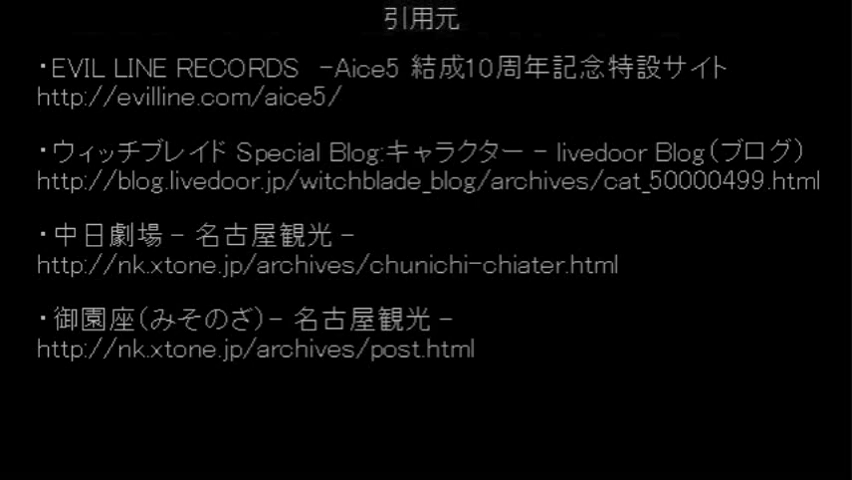 引用元
・EVIL LINE RECORDS -Aice5 結成10周年記念特設サイト
http://evilline.com/aice5/
・ウィッチブレイド Special Blog:キャラクター - livedoor Blog(ブログ)
http://blog.livedoor.jp/witchblade_blog/archives/cat_50000499.html
・中日劇場 - 名古屋観光 -
http://nk.xtone.jp/archives/chunichi-chiater.html
・御園座(みそのざ) - 名古屋観光 -
http://nk.xtone.jp/archives/post.html